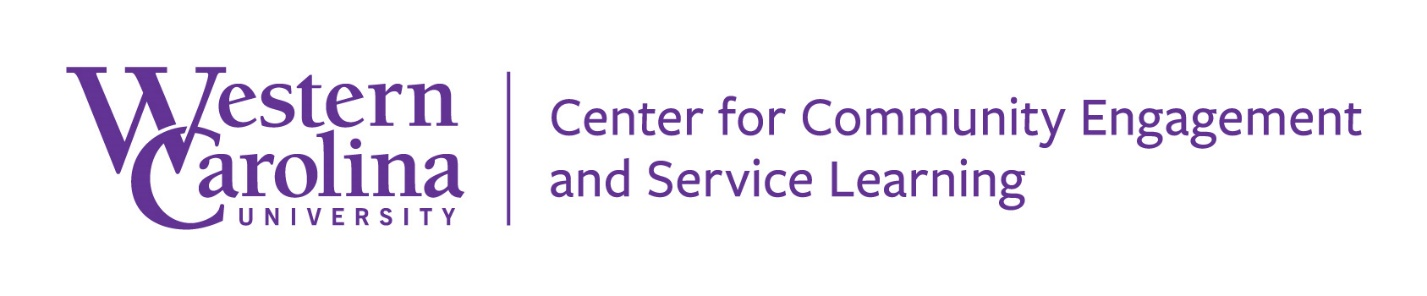 Western
Carolina
UNIVERSITY
Center for Community Engagement
and Service Learning